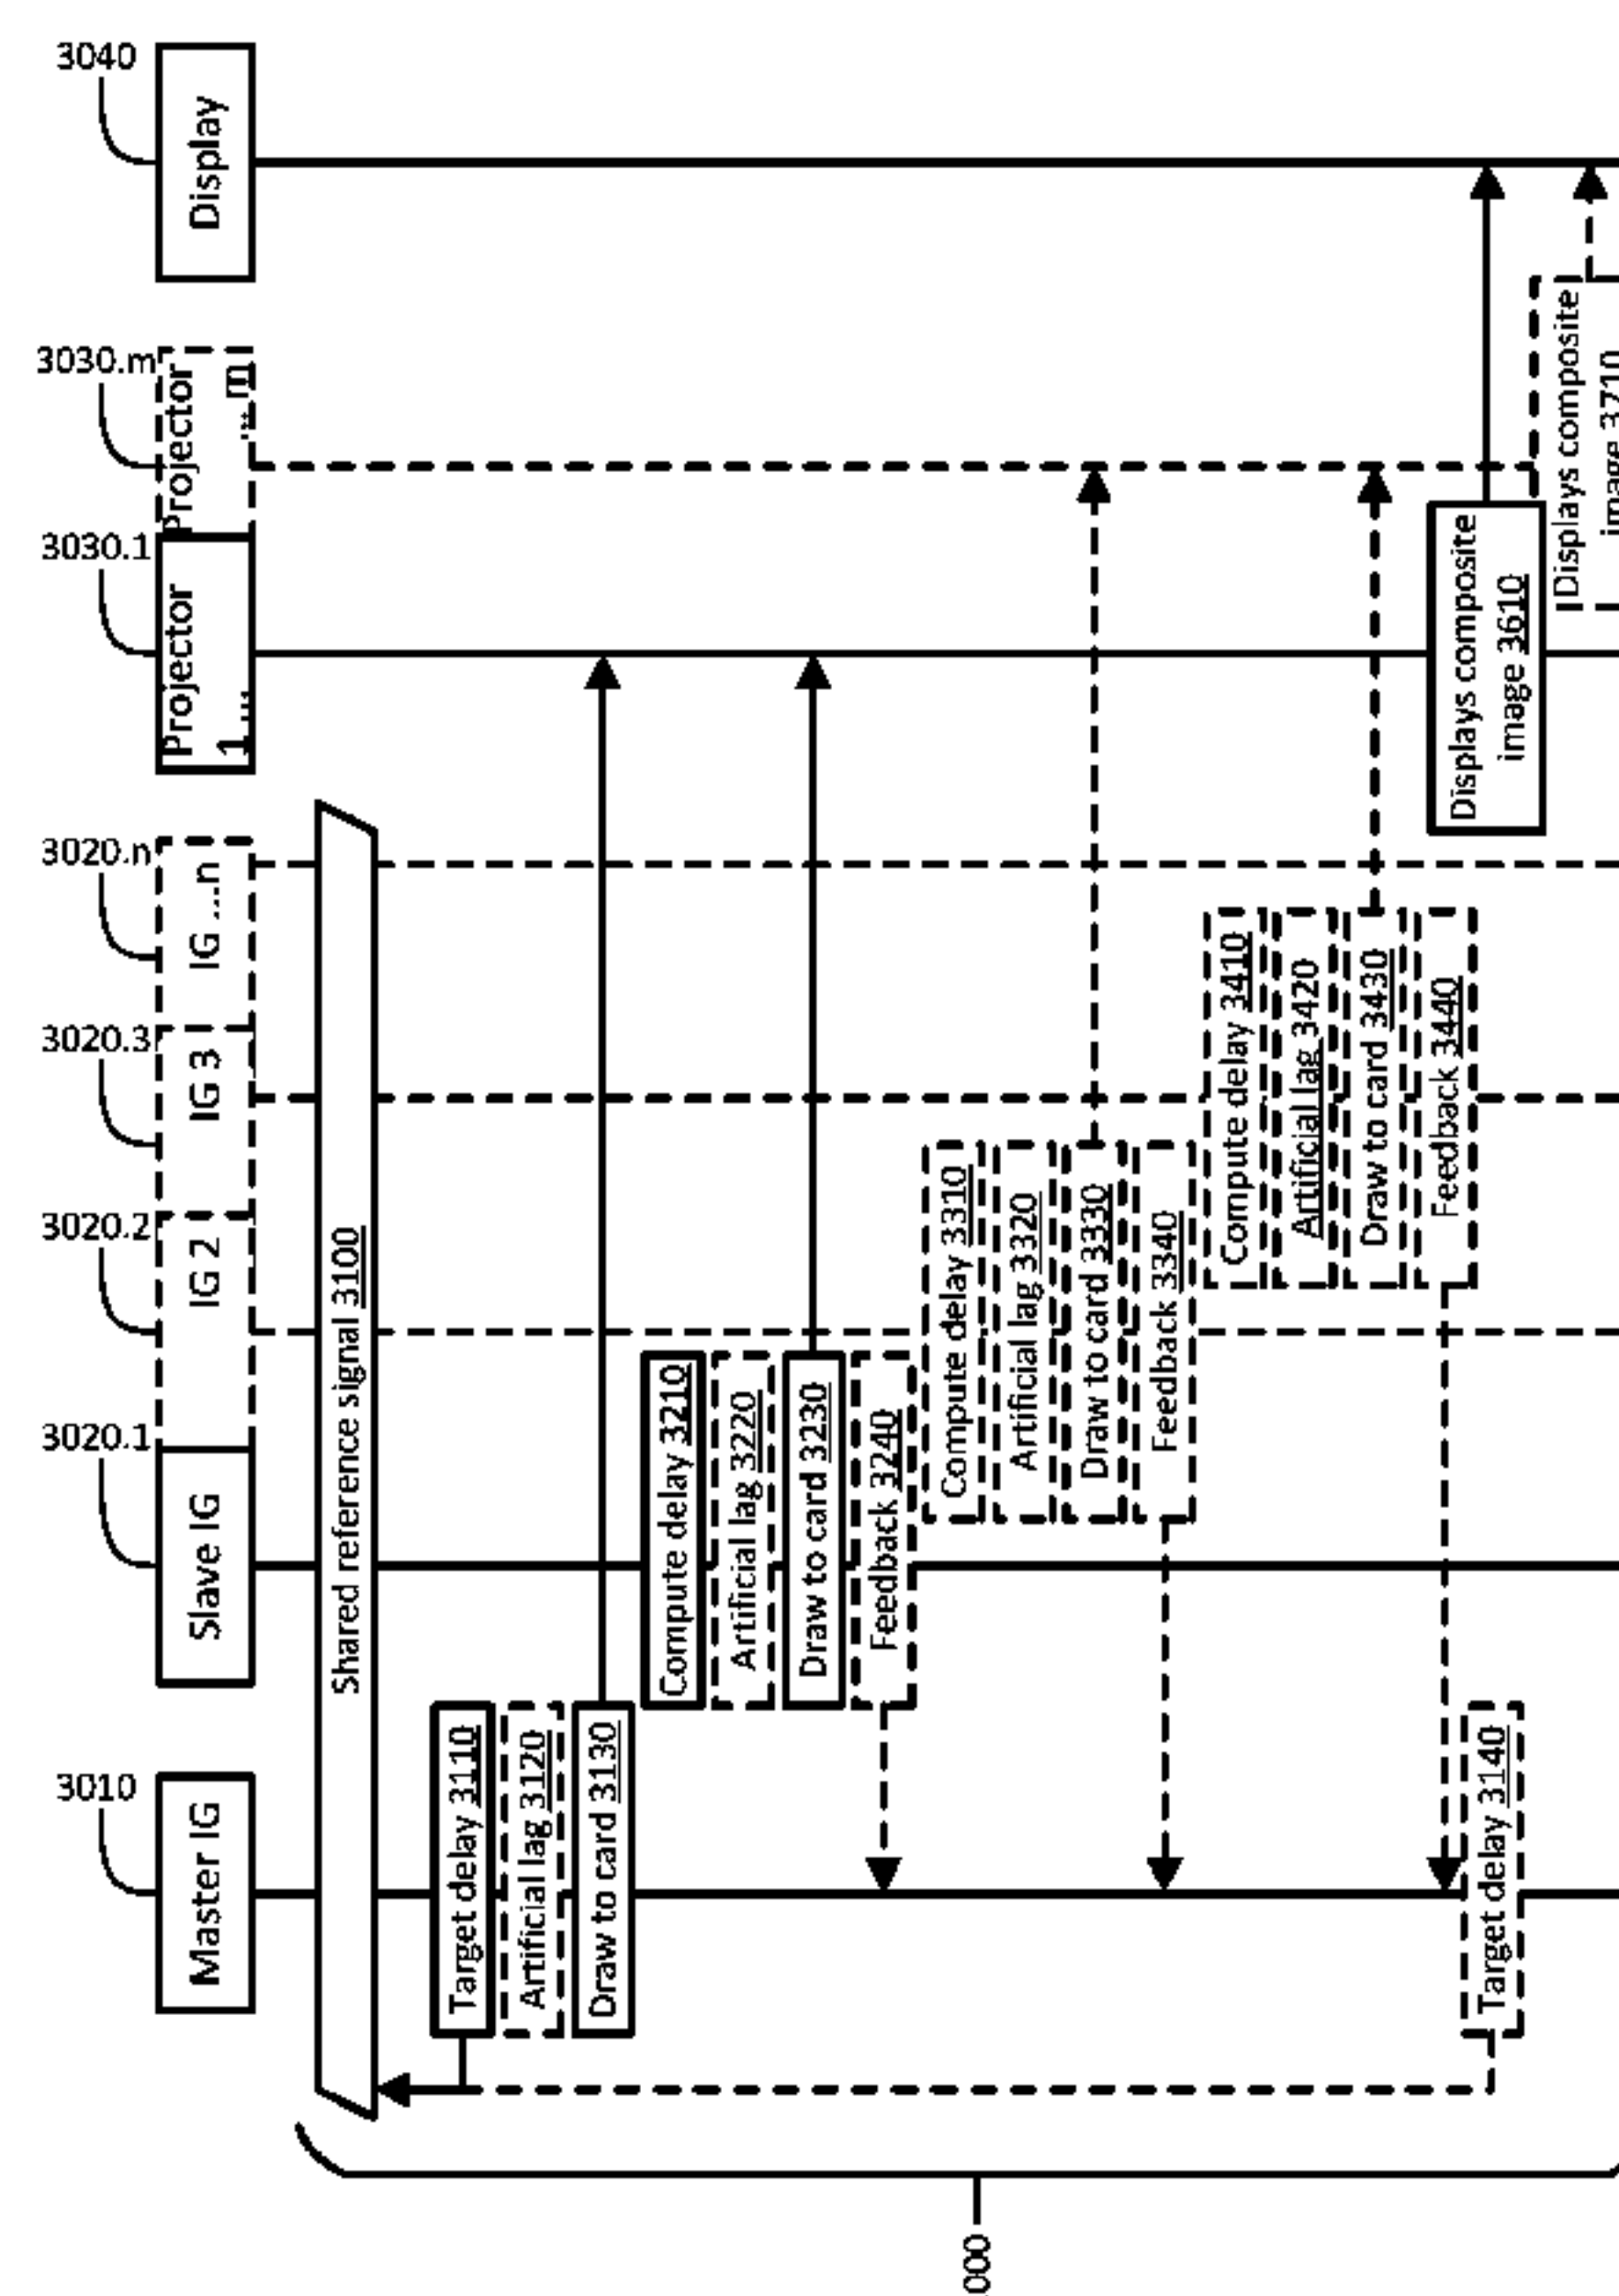 3010
Master IG
3020.1
Slave IG
3020.2
IG 2
3020.3
IG 3
3020.n
IG ...n
3030.1
Projector
1...
3030.m
Projector
... m
3040
Display
Shared reference signal 3100
Target delay 3110
Artificial lag 3120
Draw to card 3130
Compute delay 3210
Artificial lag 3220
Draw to card 3230
Feedback 3240
Compute delay 3310
Artificial lag 3320
Draw to card 3330
Feedback 3340
Compute delay 3410
Artificial lag 3420
Draw to card 3430
Feedback 3440
Target delay 3140
Displays composite
image 3610
Displays composite
image 3710
000